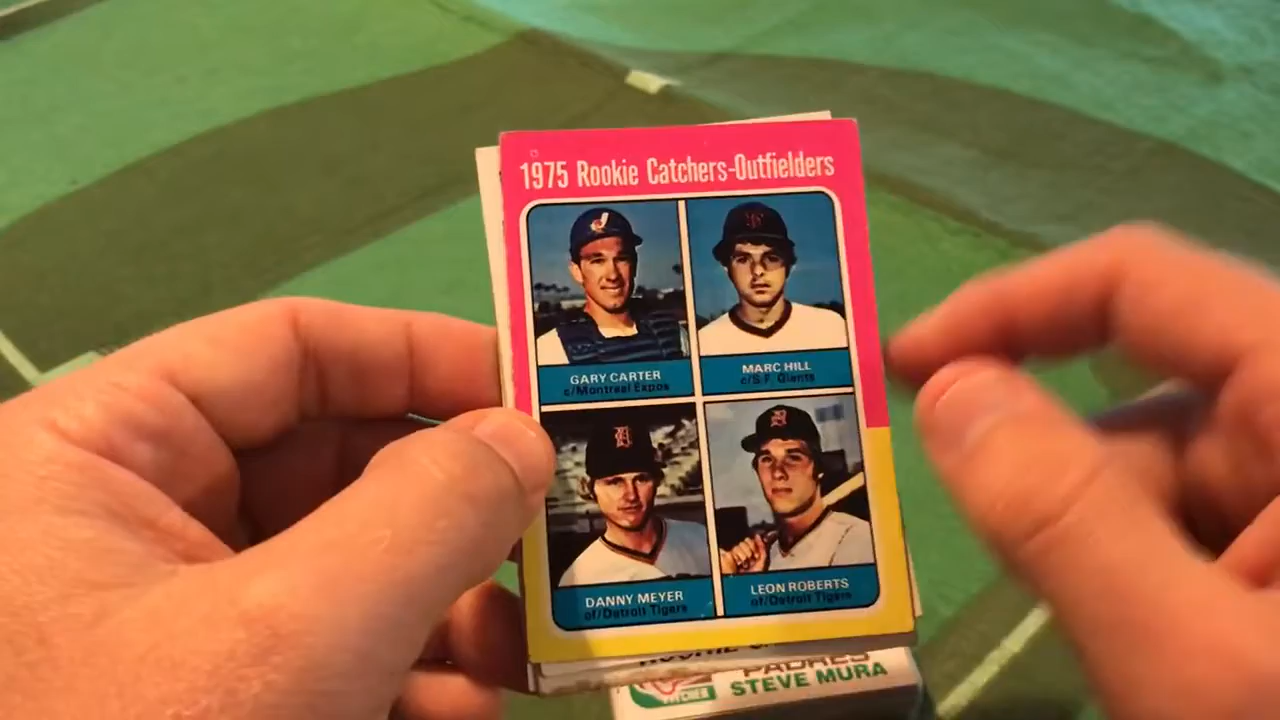 1975 Rookie Catchers-Outfielders
GARY CARTER
c/Montreal Expos
MARC HILL
c/S.F. Giants
DANNY MEYER
of/Detroit Tigers
LEON ROBERTS
of/Detroit Tigers
PADRES
STEVE MURA